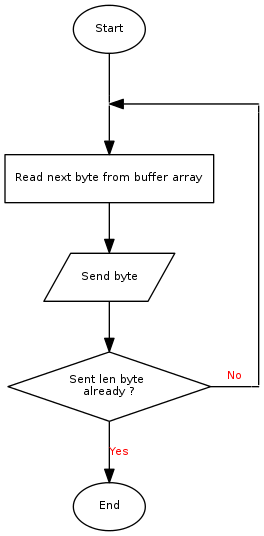 Start
Read next byte from buffer array
Send byte
Sent len byte
already ?
No
Yes
End